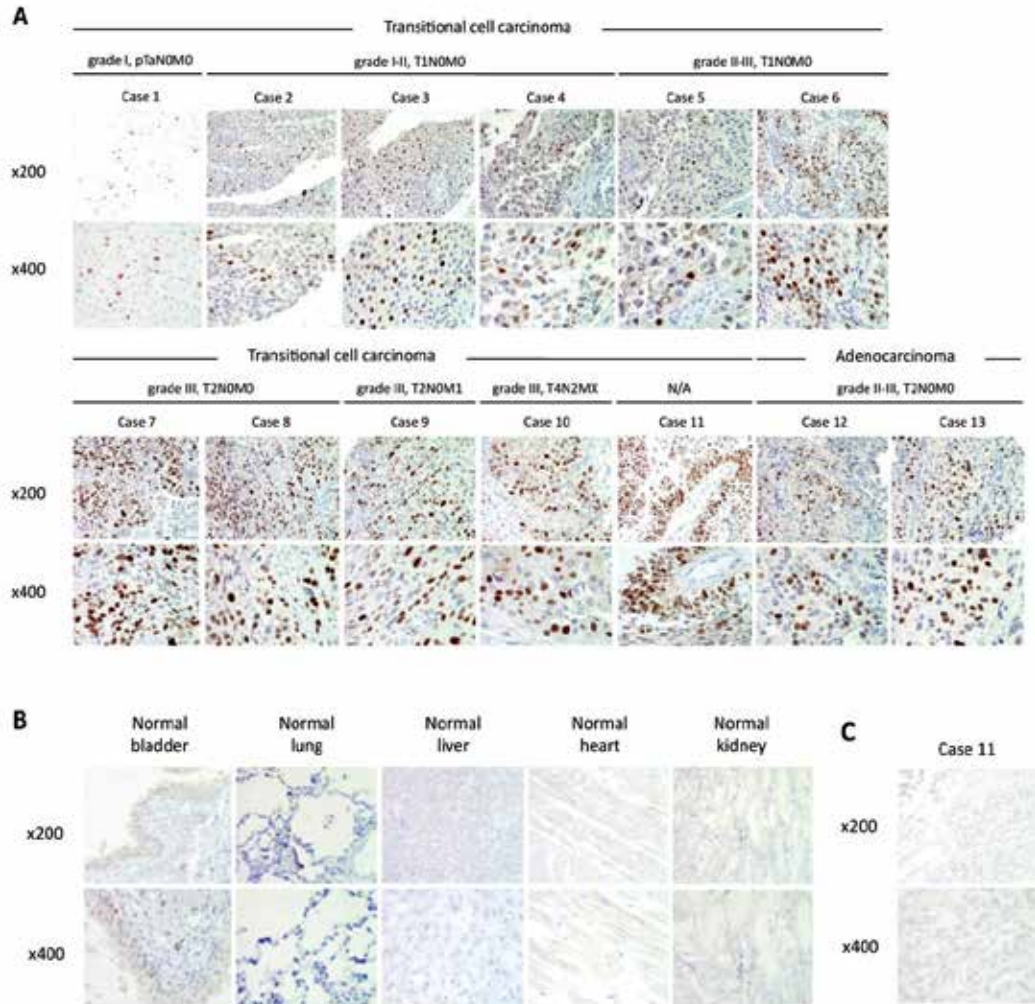 A
Transitional cell carcinoma
grade I, pTaN0M0 grade I-II, T1N0M0 grade II-III, T1N0M0
Case 1 Case 2 Case 3 Case 4 Case 5 Case 6
x200
x400
Transitional cell carcinoma Adenocarcinoma
grade III, T2N0M0 grade III, T2N0M1 grade III, T4N2MX N/A grade II-III, T2N0M0
Case 7 Case 8 Case 9 Case 10 Case 11 Case 12 Case 13
x200
x400
B
Normal bladder Normal lung Normal liver Normal heart Normal kidney
x200
x400
C
Case 11
x200
x400